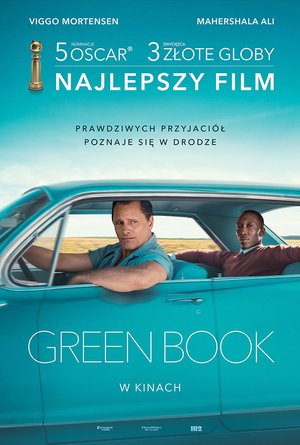 VIGGO MORTENSEN MAHERSHALA ALI
NOMINACJE ZWYCIĘZCA
5 OSCAR® 3 ZŁOTE GLOBY
NAJLEPSZY FILM
PRAWDZIWYCH PRZYJACIÓŁ
POZNAJE SIĘ W DRODZE
GREEN BOOK
W KINACH